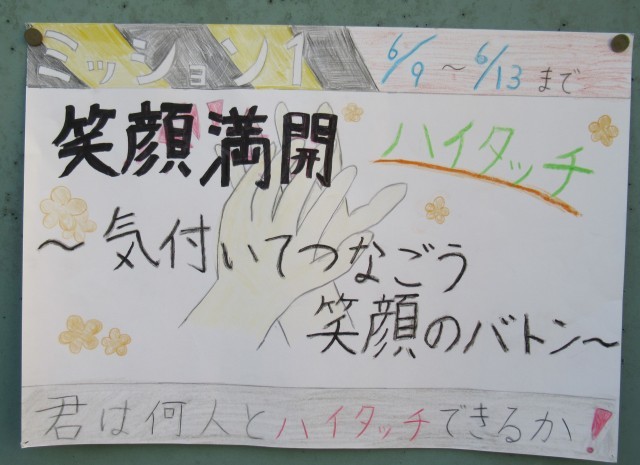 ミッション1 6/9～6/13まで
笑顔満開 ハイタッチ
～気付いてつなごう
笑顔のバトン～
君は何人とハイタッチできるか!